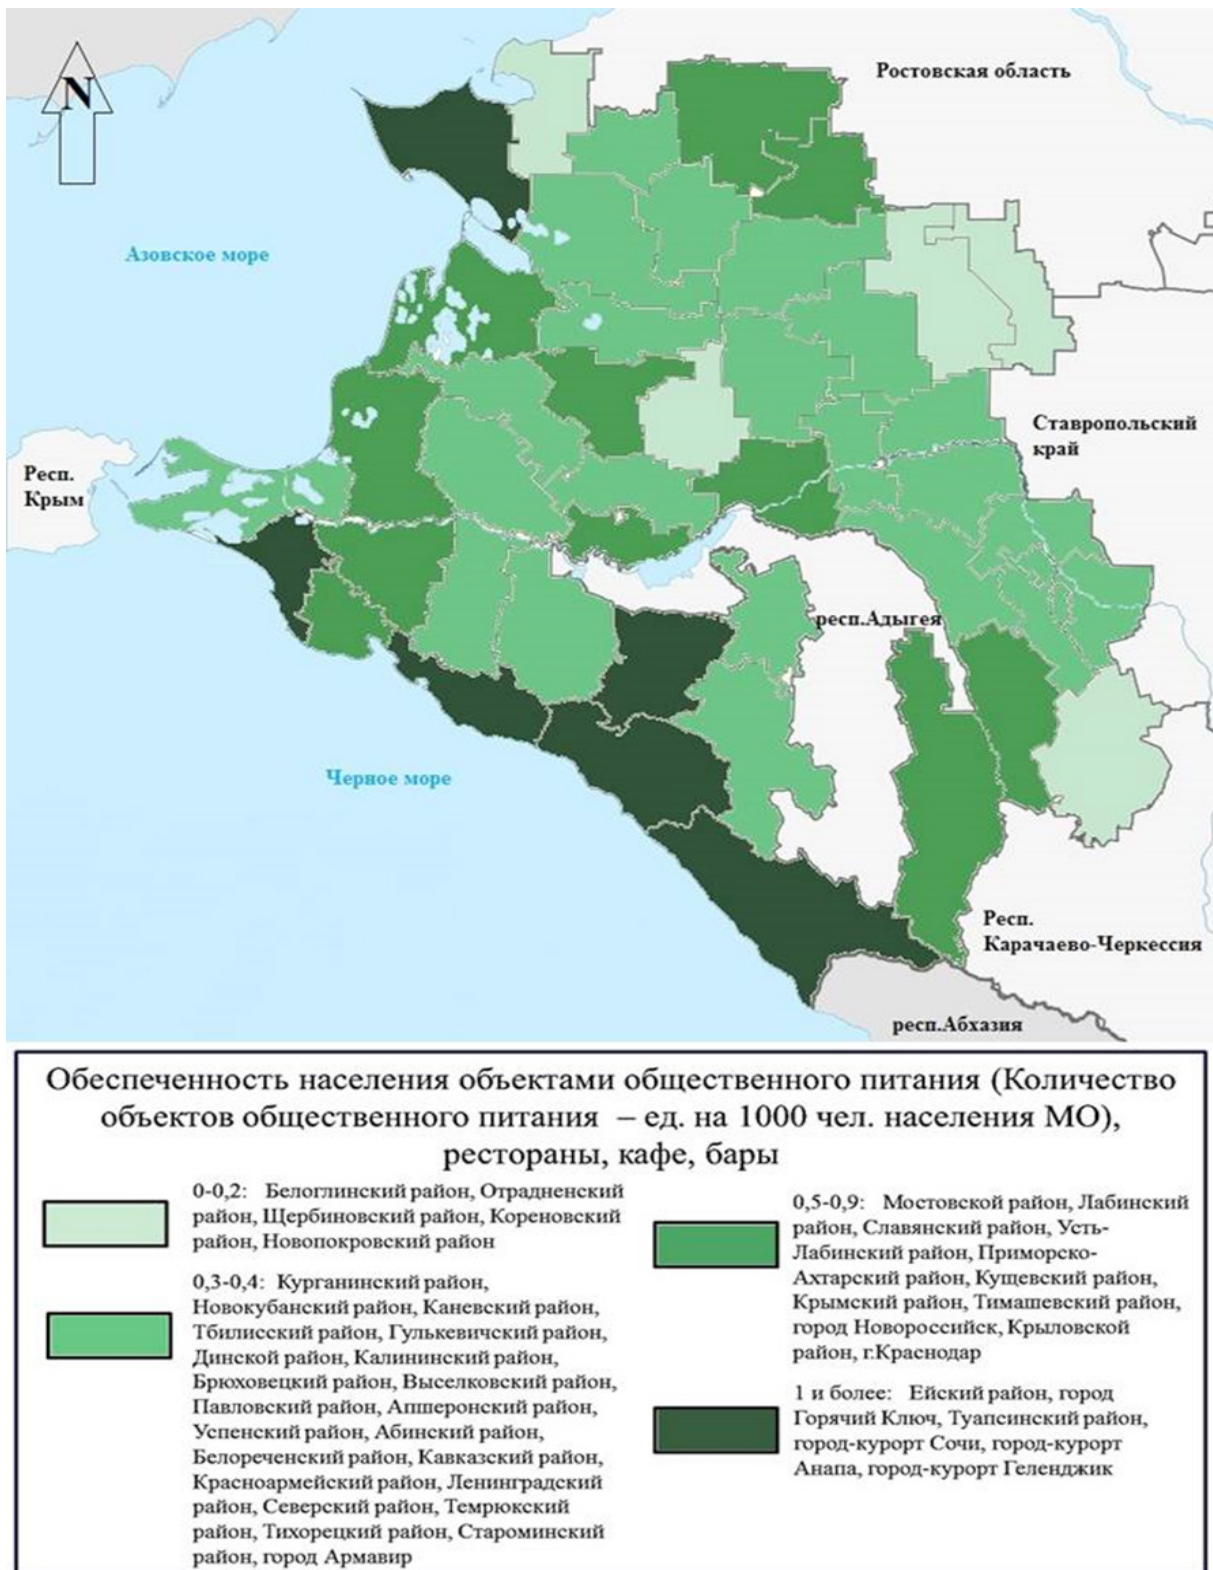 N
Ростовская область
Азовское море
Ставропольский
край
Респ.
Крым
респ.Адыгея
Черное море
Респ.
Карачаево-Черкессия
респ.Абхазия
Обеспеченность населения объектами общественного питания (Количество
объектов общественного питания – ед. на 1000 чел. населения МО),
рестораны, кафе, бары
0-0,2: Белоглинский район, Отрадненский
район, Щербиновский район, Кореновский
район, Новопокровский район
0,3-0,4: Курганинский район,
Новокубанский район, Каневский район,
Тбилисский район, Гулькевичский район,
Динской район, Калининский район,
Брюховецкий район, Выселковский район,
Павловский район, Апшеронский район,
Успенский район, Абинский район,
Белореченский район, Кавказский район,
Красноармейский район, Ленинградский
район, Северский район, Темрюкский
район, Тихорецкий район, Староминский
район, город Армавир
0,5-0,9: Мостовской район, Лабинский
район, Славянский район, Усть-
Лабинский район, Приморско-
Ахтарский район, Кущевский район,
Крымский район, Тимашевский район,
город Новороссийск, Крыловской
район, г.Краснодар
1 и более: Ейский район, город
Горячий Ключ, Туапсинский район,
город-курорт Сочи, город-курорт
Анапа, город-курорт Геленджик